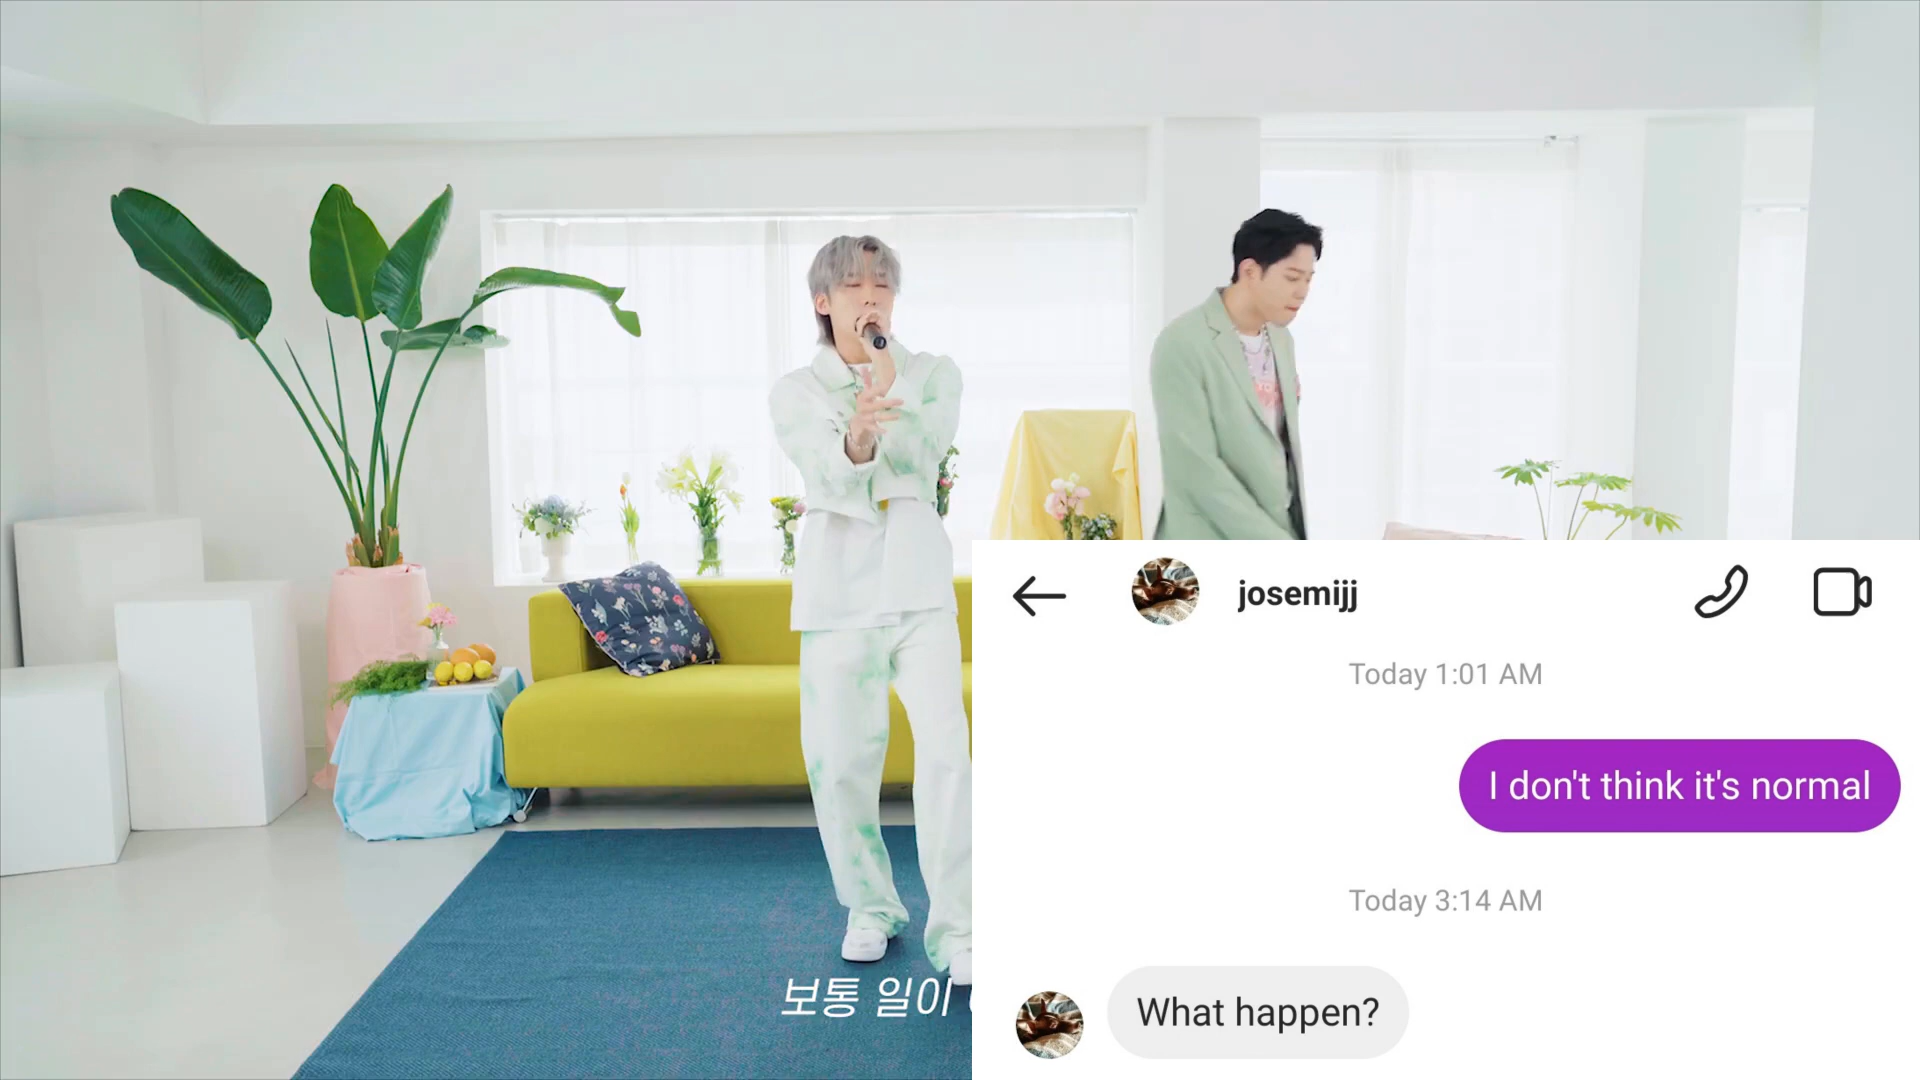 보통 일이
josemijj
Today 1:01 AM
I don't think it's normal
Today 3:14 AM
What happen?